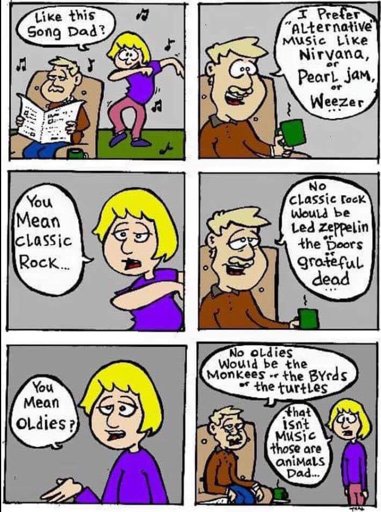 Like this
Song Dad?
I Prefer
"Alternative"
Music Like
Nirvana,
or
Pearl Jam,
or
Weezer
...
You
Mean
classic
Rock...
No
classic rock
would be
Led zeppelin
or
the Doors
or
grateful
dead
...
You
Mean
Oldies?
No oldies
Would be the
Monkees or the Byrds
or the turtles
that
isn't
Music
those are
animals
Dad...